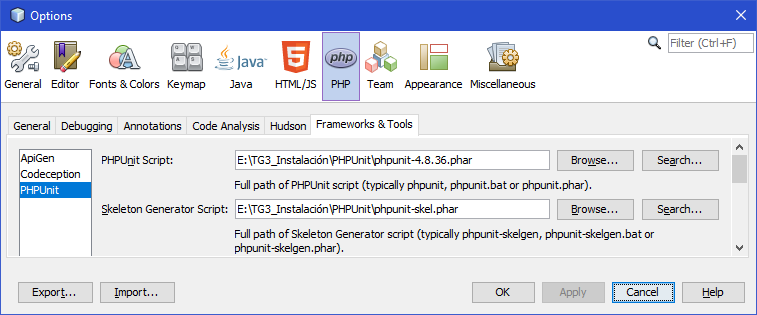 Options
Filter (Ctrl+F)
General Editor Fonts & Colors Keymap Java HTML/JS PHP Team Appearance Miscellaneous
General Debugging Annotations Code Analysis Hudson Frameworks & Tools
ApiGen
Codeception
PHPUnit
PHPUnit Script: E:\TG3_Instalación\PHPUnit\phpunit-4.8.36.phar Browse... Search...
Full path of PHPUnit script (typically phpunit, phpunit.bat or phpunit.phar).
Skeleton Generator Script: E:\TG3_Instalación\PHPUnit\phpunit-skel.phar Browse... Search...
Full path of Skeleton Generator script (typically phpunit-skelgen, phpunit-skelgen.bat or
phpunit-skelgen.phar).
Export... Import... OK Apply Cancel Help